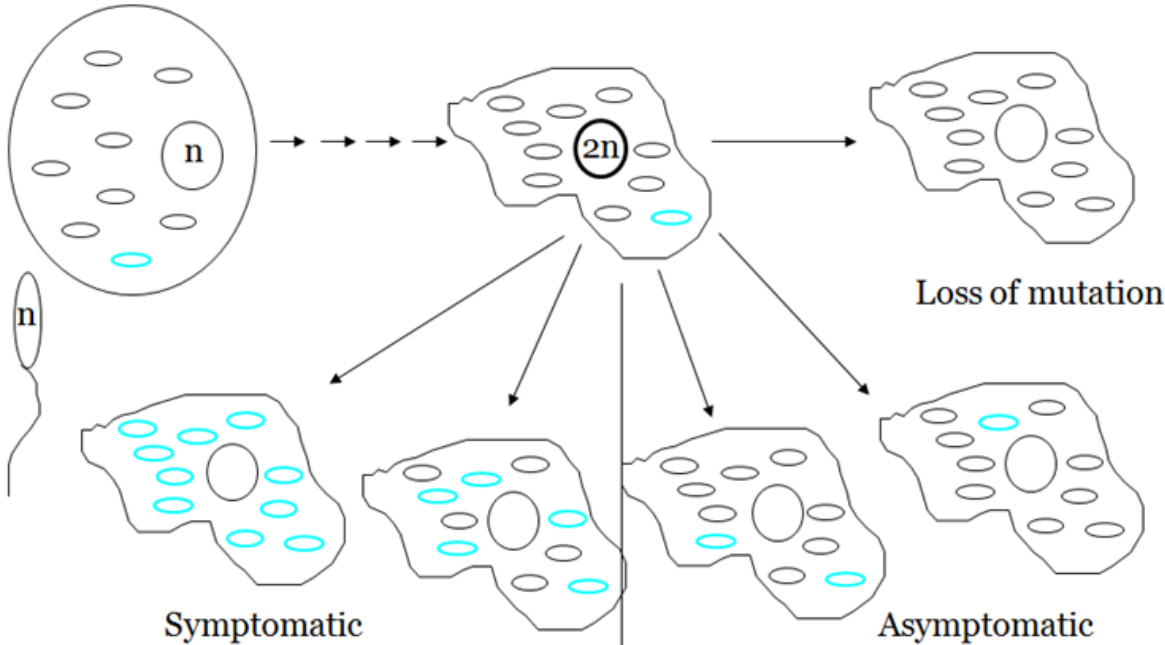 n
2n
Loss of mutation
n
Symptomatic
Asymptomatic